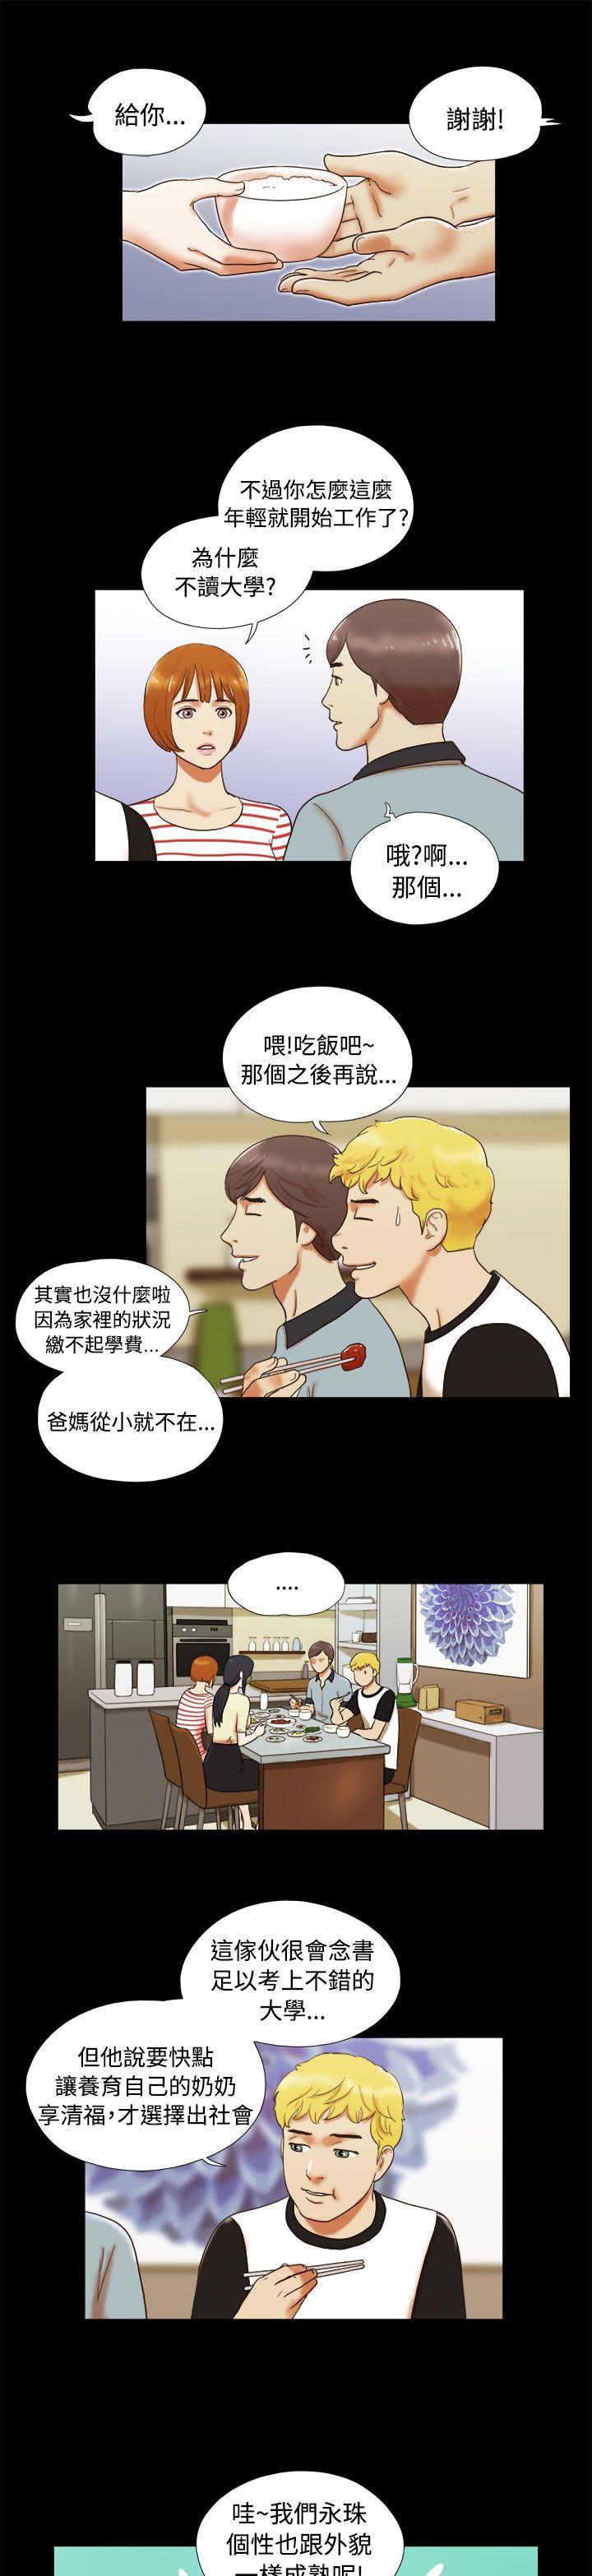 給你...
謝謝!
不過你怎麼這麼
年輕就開始工作了?
為什麼
不讀大學?
哦?啊...
那個...
喂!吃飯吧~
那個之後再說...
其實也沒什麼啦
因為家裡的狀況
繳不起學費...
爸媽從小就不在...
....
這傢伙很會念書
足以考上不錯的
大學...
但他說要快點
讓養育自己的奶奶
享清福,才選擇出社會
哇~我們永珠
個性也跟外貌
一樣成熟呢!